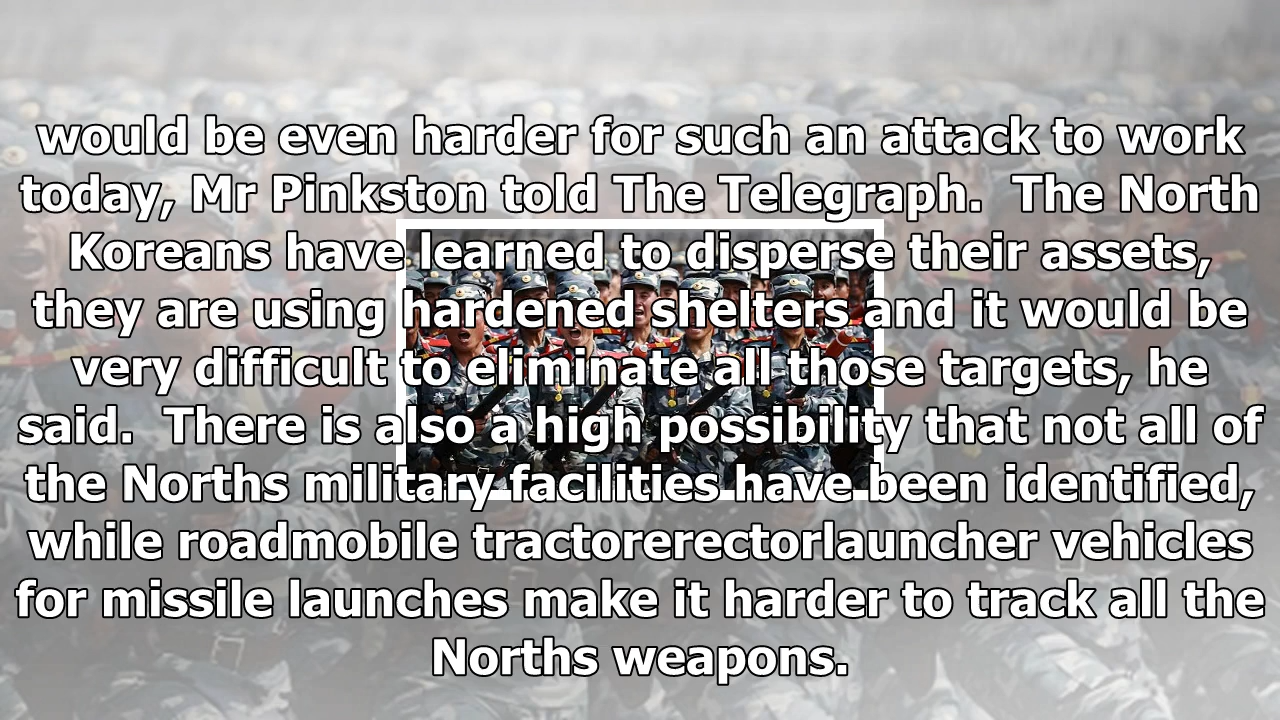 would be even harder for such an attack to work
today, Mr Pinkston told The Telegraph.  The North
Koreans have learned to disperse their assets,
they are using hardened shelters and it would be
very difficult to eliminate all those targets, he
said.  There is also a high possibility that not all of
the Norths military facilities have been identified,
while roadmobile tractorerectorlauncher vehicles
for missile launches make it harder to track all the
Norths weapons.